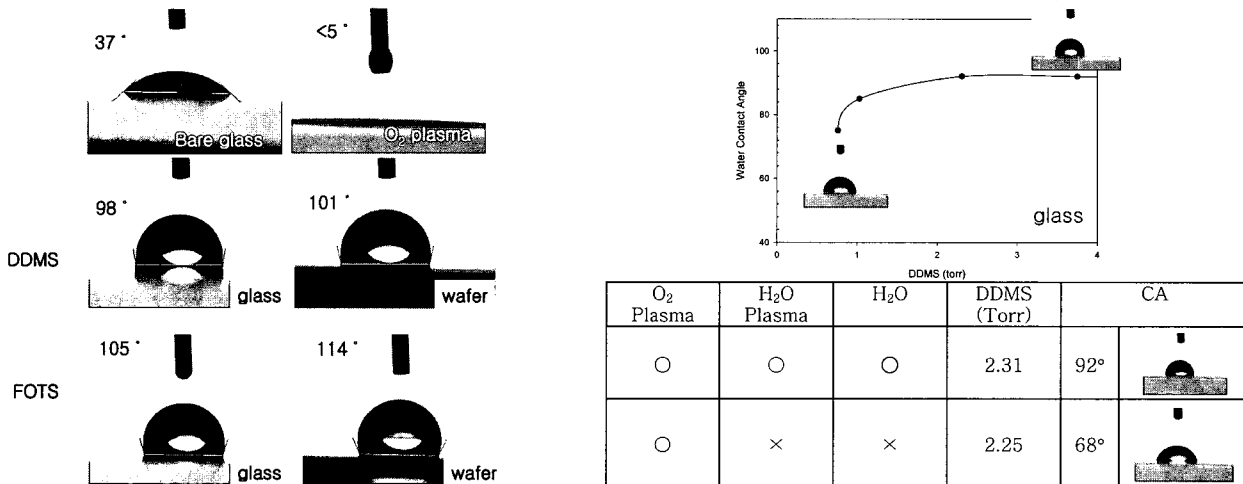 37 °
<5 °
Bare glass
O₂ plasma
98 °
101 °
DDMS
glass
wafer
105 °
114 °
FOTS
glass
wafer
100
80
60
40
Water Contact Angle
glass
0
1
2
3
4
DDMS (torr)
O₂ Plasma
H₂O Plasma
H₂O
DDMS (Torr)
CA
○ ○ ○ 2.31 92°
○ × × 2.25 68°